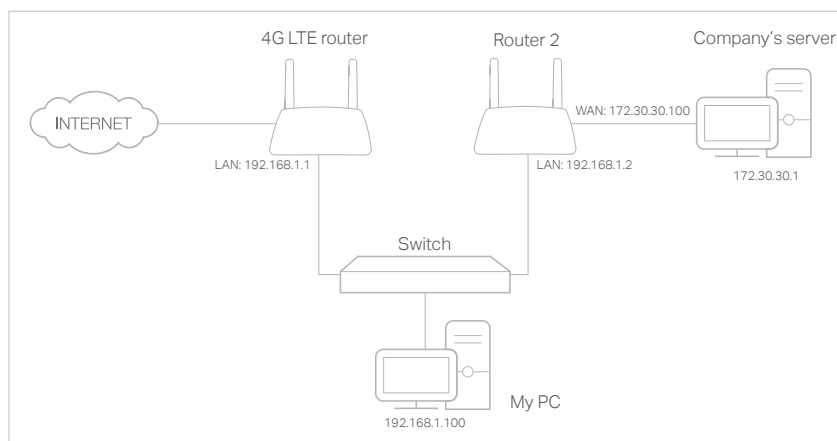 4G LTE router
Router 2
Company's server
INTERNET
WAN: 172.30.30.100
LAN: 192.168.1.1
LAN: 192.168.1.2
172.30.30.1
Switch
My PC
192.168.1.100